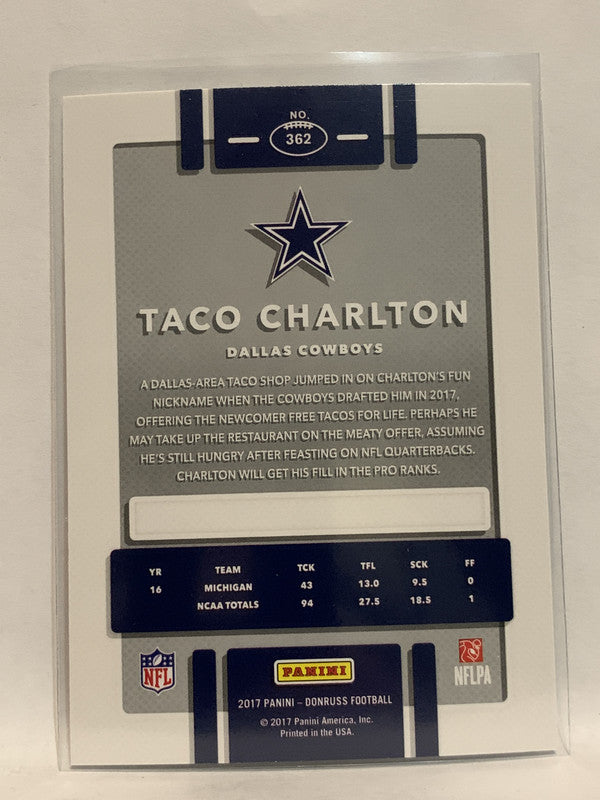 NO.
362
TACO CHARLTON
DALLAS COWBOYS
A DALLAS-AREA TACO SHOP JUMPED IN ON CHARLTON'S FUN
NICKNAME WHEN THE COWBOYS DRAFTED HIM IN 2017,
OFFERING THE NEWCOMER FREE TACOS FOR LIFE. PERHAPS HE
MAY TAKE UP THE RESTAURANT ON THE MEATY OFFER, ASSUMING
HE'S STILL HUNGRY AFTER FEASTING ON NFL QUARTERBACKS.
CHARLTON WILL GET HIS FILL IN THE PRO RANKS.
YR TEAM TCK TFL SCK FF
16 MICHIGAN 43 13.0 9.5 0
NCAA TOTALS 94 27.5 18.5 1
NFL
PANINI
NFLPA
2017 PANINI – DONRUSS FOOTBALL
© 2017 Panini America, Inc.
Printed in the USA.